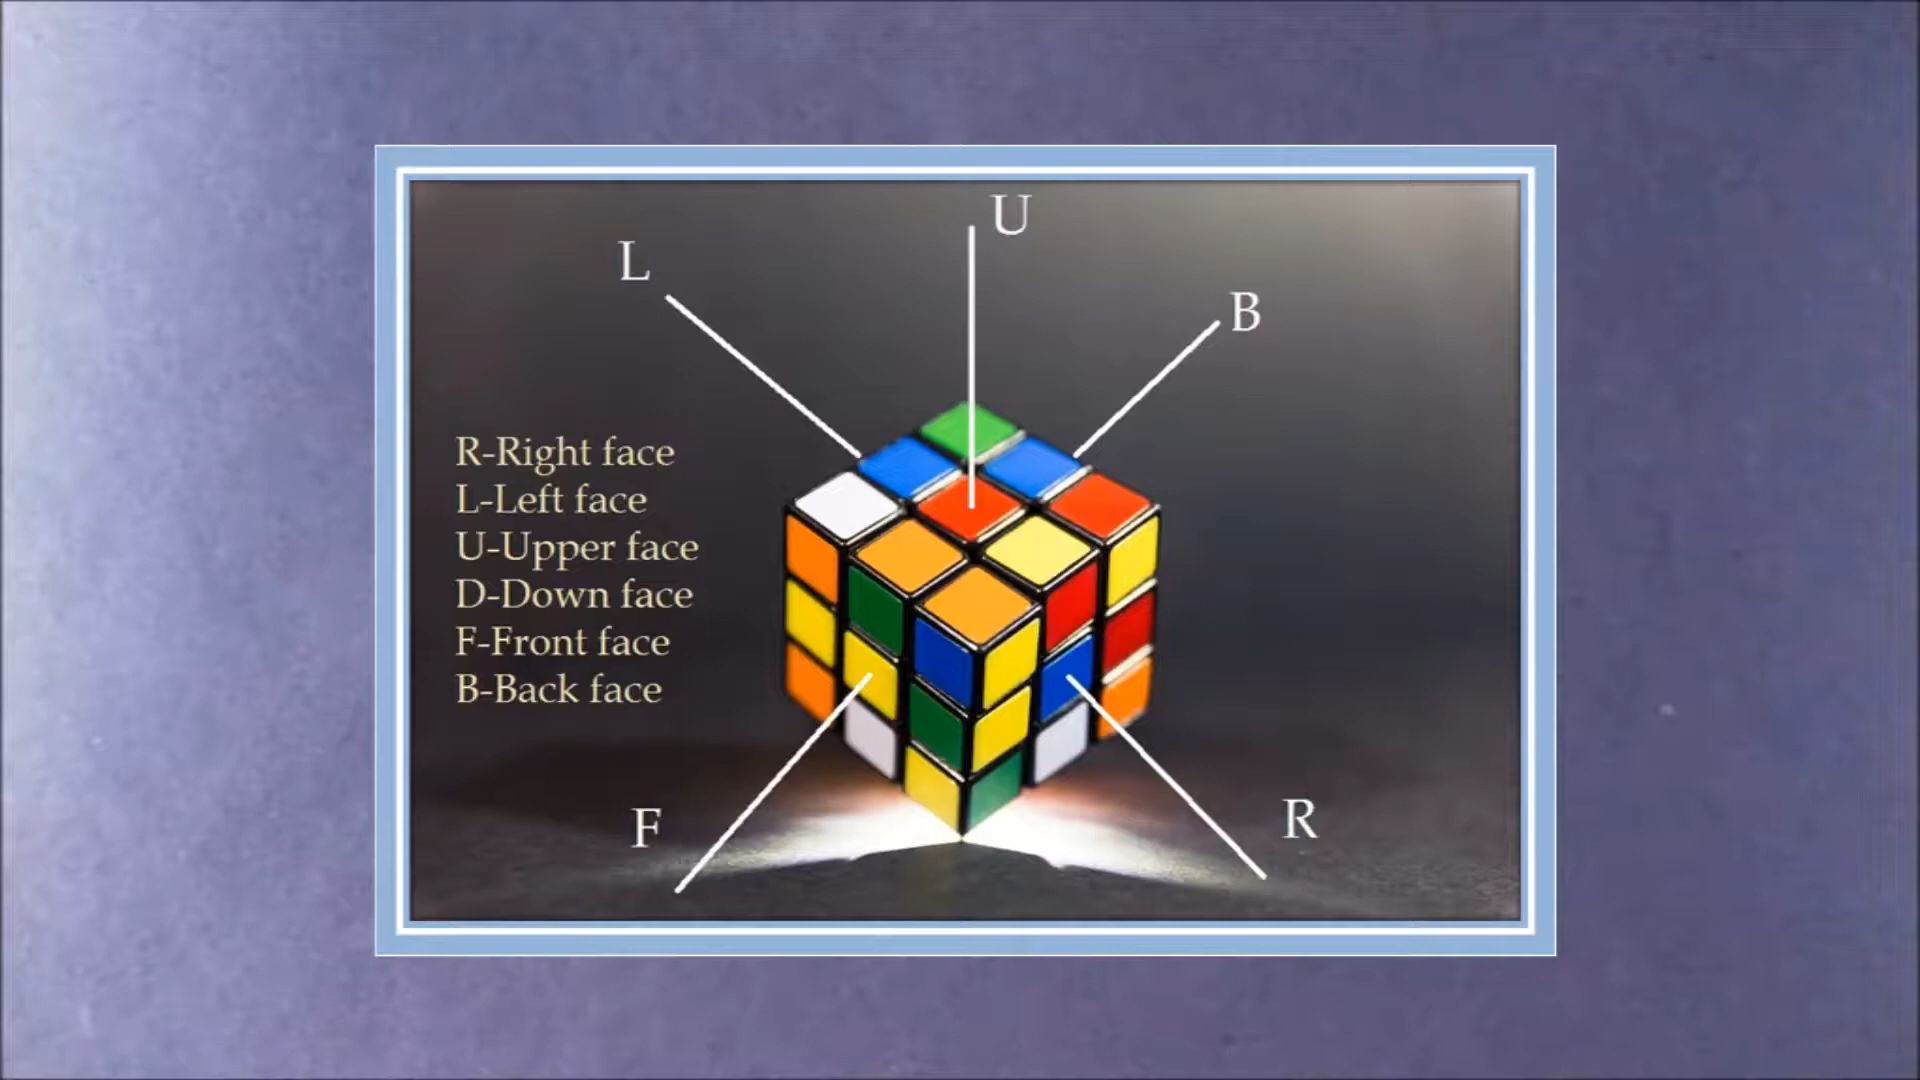 U
L
B
R-Right face
L-Left face
U-Upper face
D-Down face
F-Front face
B-Back face
F
R